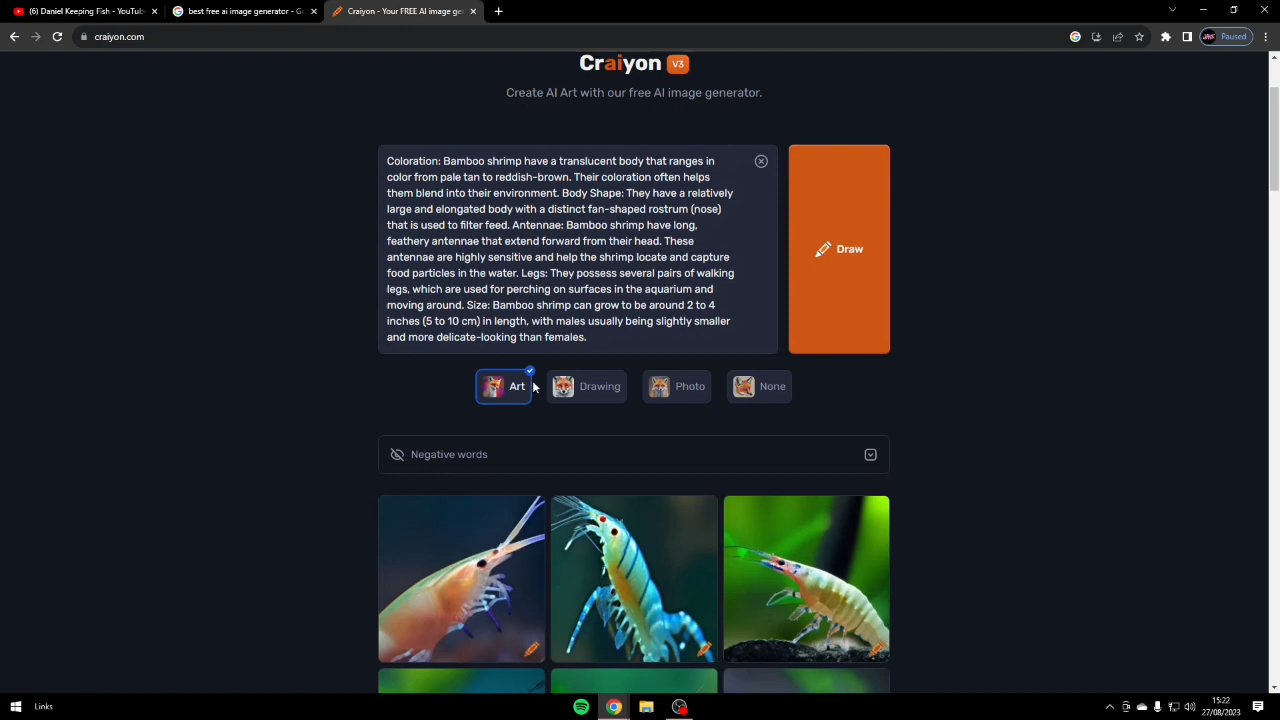 (6) Daniel Keeping Fish - YouTube
best free ai image generator - Go
Craiyon - Your FREE AI image ge
craiyon.com
Paused
Craiyon V3
Create AI Art with our free AI image generator.
Coloration: Bamboo shrimp have a translucent body that ranges in
color from pale tan to reddish-brown. Their coloration often helps
them blend into their environment. Body Shape: They have a relatively
large and elongated body with a distinct fan-shaped rostrum (nose)
that is used to filter feed. Antennae: Bamboo shrimp have long,
feathery antennae that extend forward from their head. These
antennae are highly sensitive and help the shrimp locate and capture
food particles in the water. Legs: They possess several pairs of walking
legs, which are used for perching on surfaces in the aquarium and
moving around. Size: Bamboo shrimp can grow to be around 2 to 4
inches (5 to 10 cm) in length, with males usually being slightly smaller
and more delicate-looking than females.
Draw
Art Drawing Photo None
Negative words
Links
15:22
27/08/2023